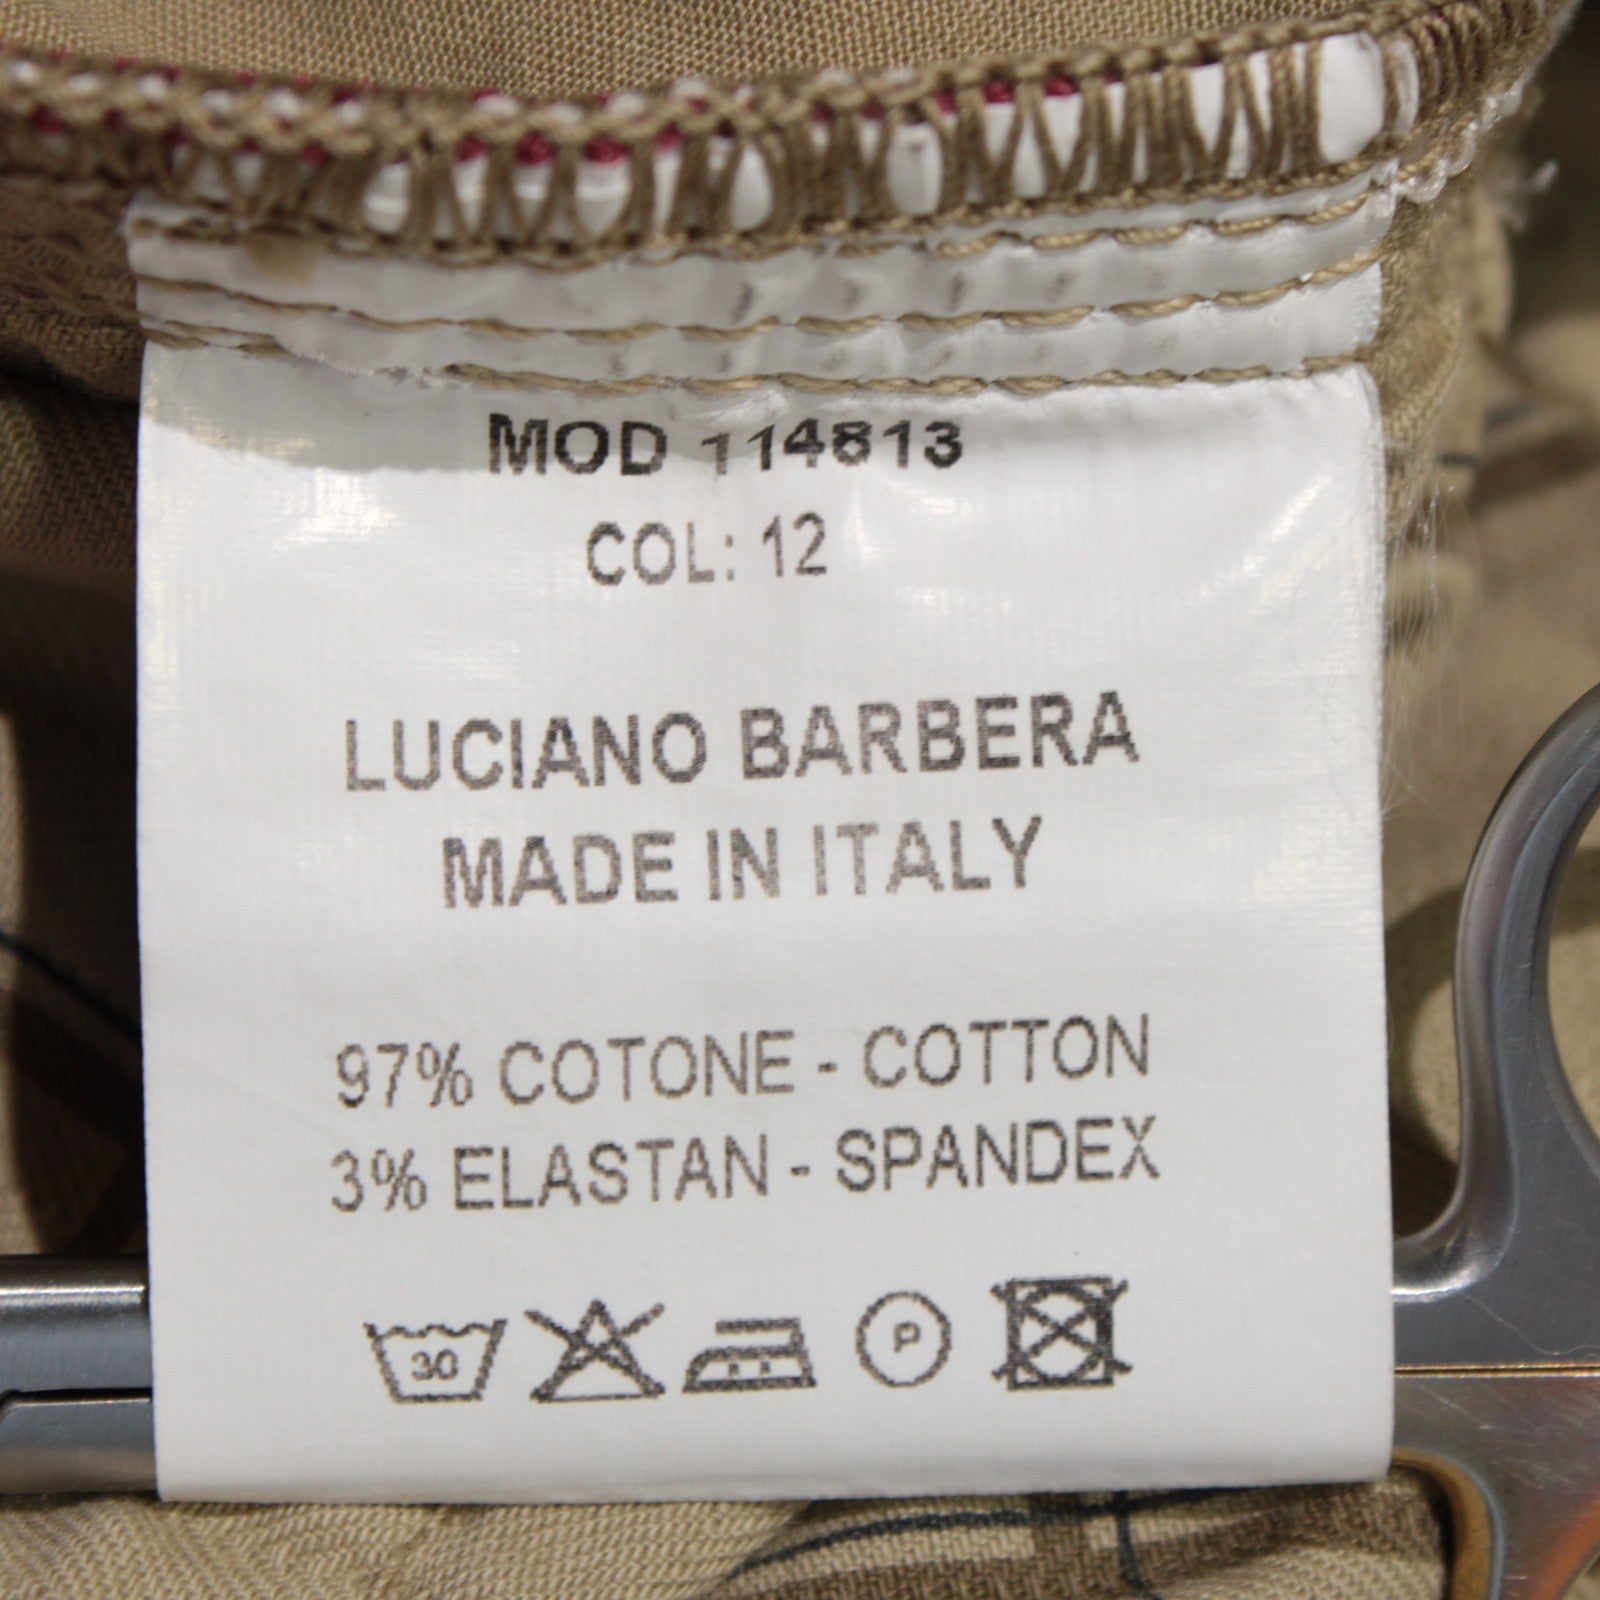 MOD 114813
COL: 12
LUCIANO BARBERA
MADE IN ITALY
97% COTONE - COTTON
3% ELASTAN - SPANDEX
30
P